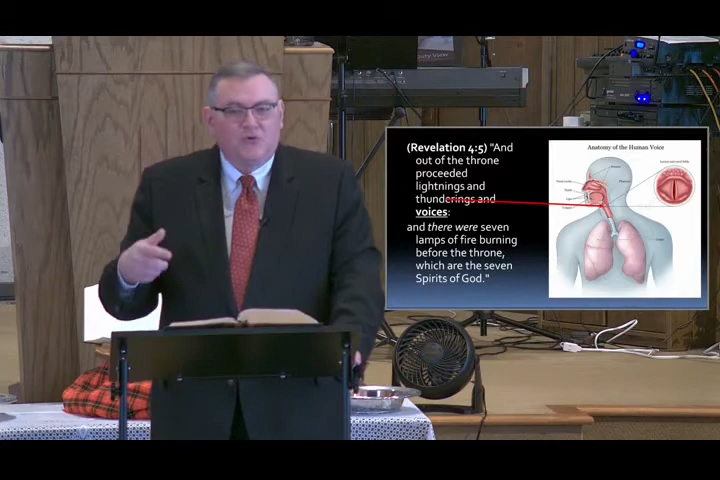 (Revelation 4:5) "And
out of the throne
proceeded
lightnings and
thunderings and
voices:
and there were seven
lamps of fire burning
before the throne,
which are the seven
Spirits of God."
Anatomy of the Human Voice